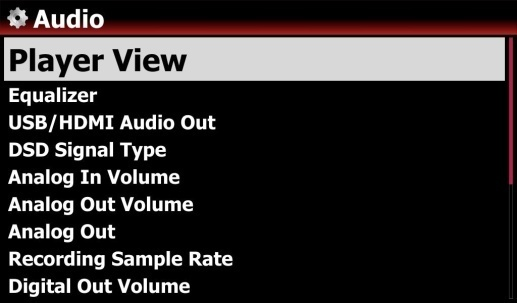 Audio
Player View
Equalizer
USB/HDMI Audio Out
DSD Signal Type
Analog In Volume
Analog Out Volume
Analog Out
Recording Sample Rate
Digital Out Volume